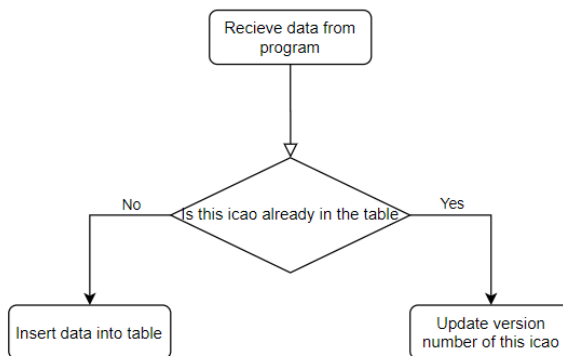 Recieve data from
program
Is this icao already in the table
No
Yes
Insert data into table
Update version
number of this icao